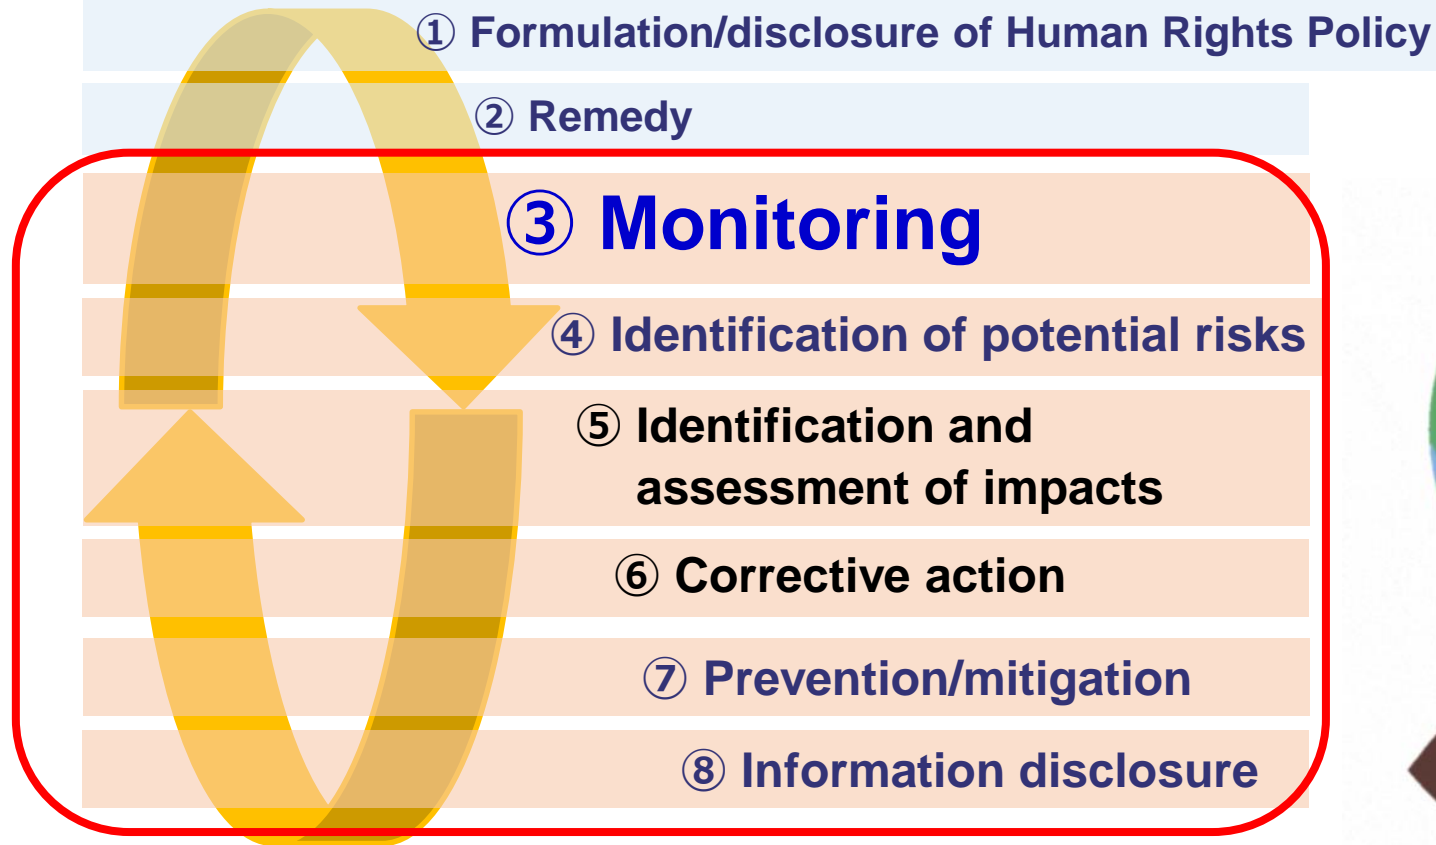 ① Formulation/disclosure of Human Rights Policy
② Remedy
③ Monitoring
④ Identification of potential risks
⑤ Identification and
assessment of impacts
⑥ Corrective action
⑦ Prevention/mitigation
⑧ Information disclosure